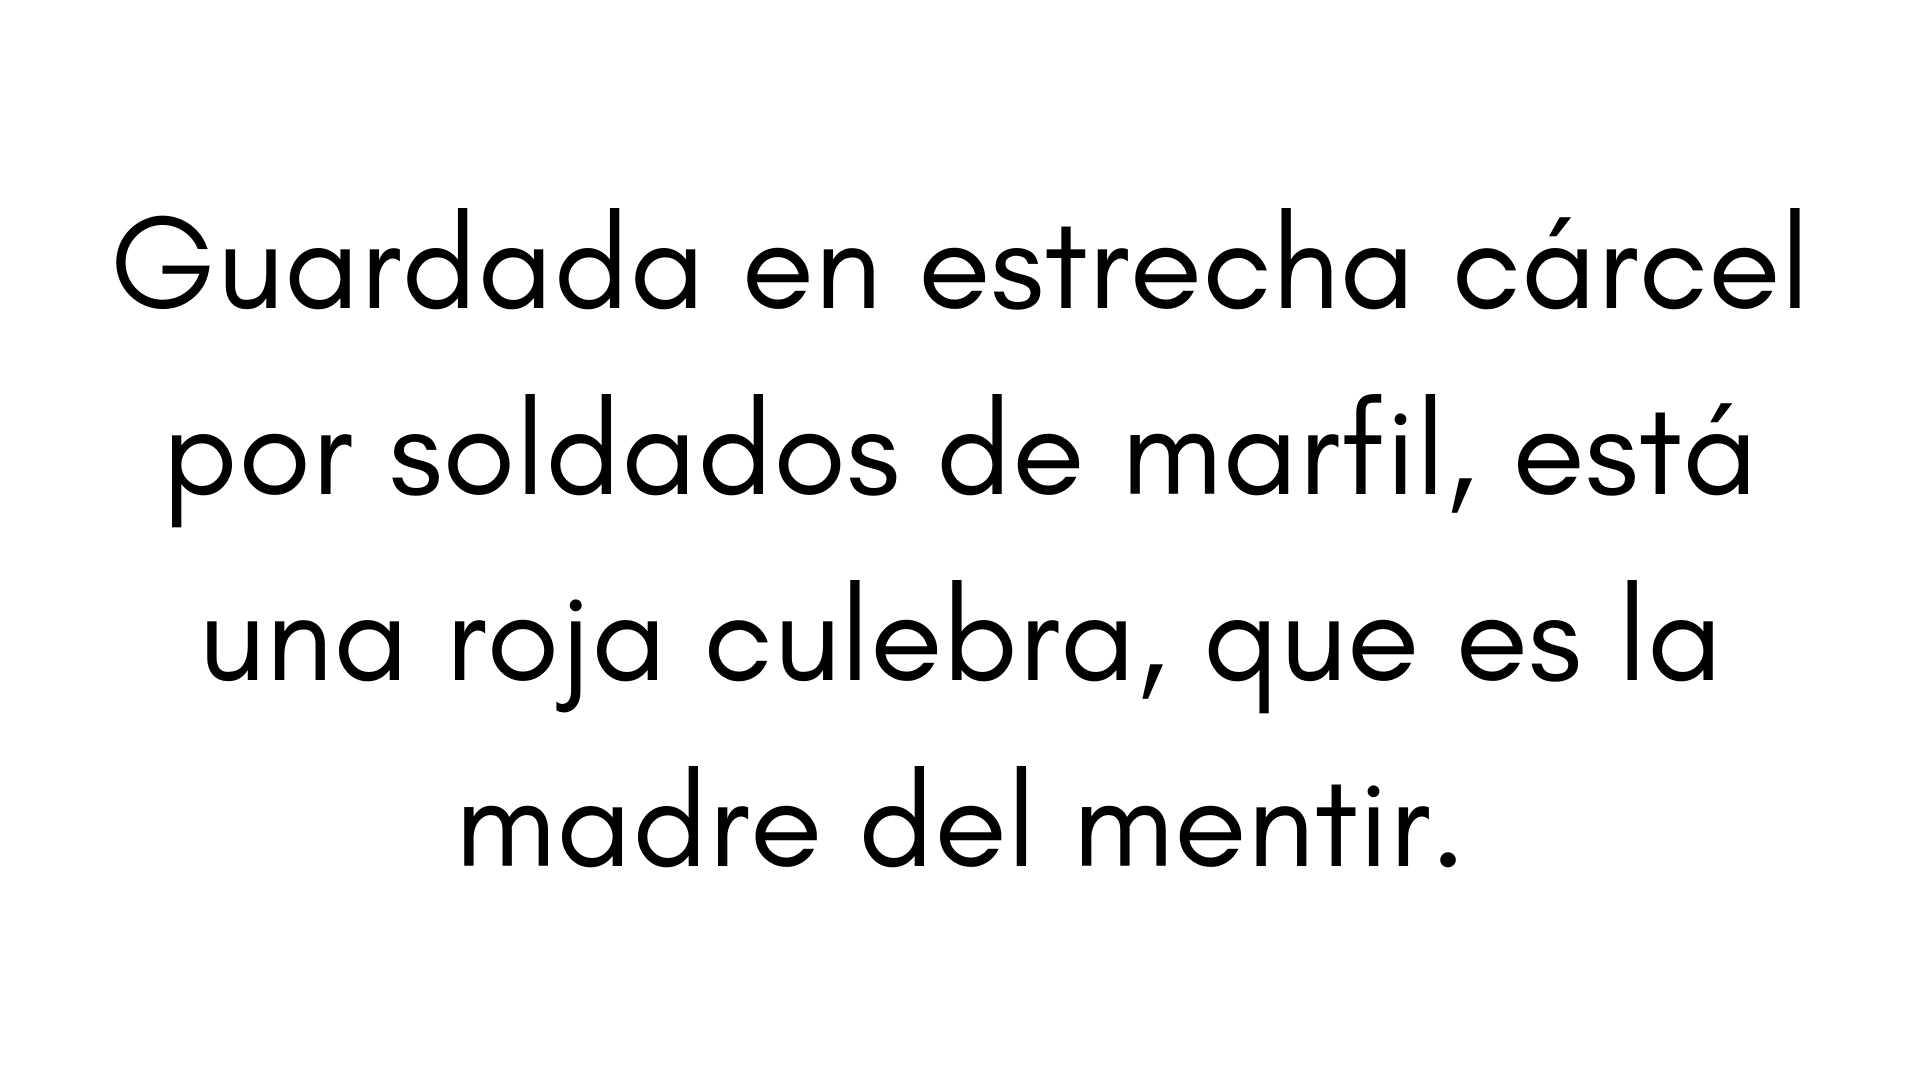 Guardada en estrecha cárcel
por soldados de marfil, está
una roja culebra, que es la
madre del mentir.